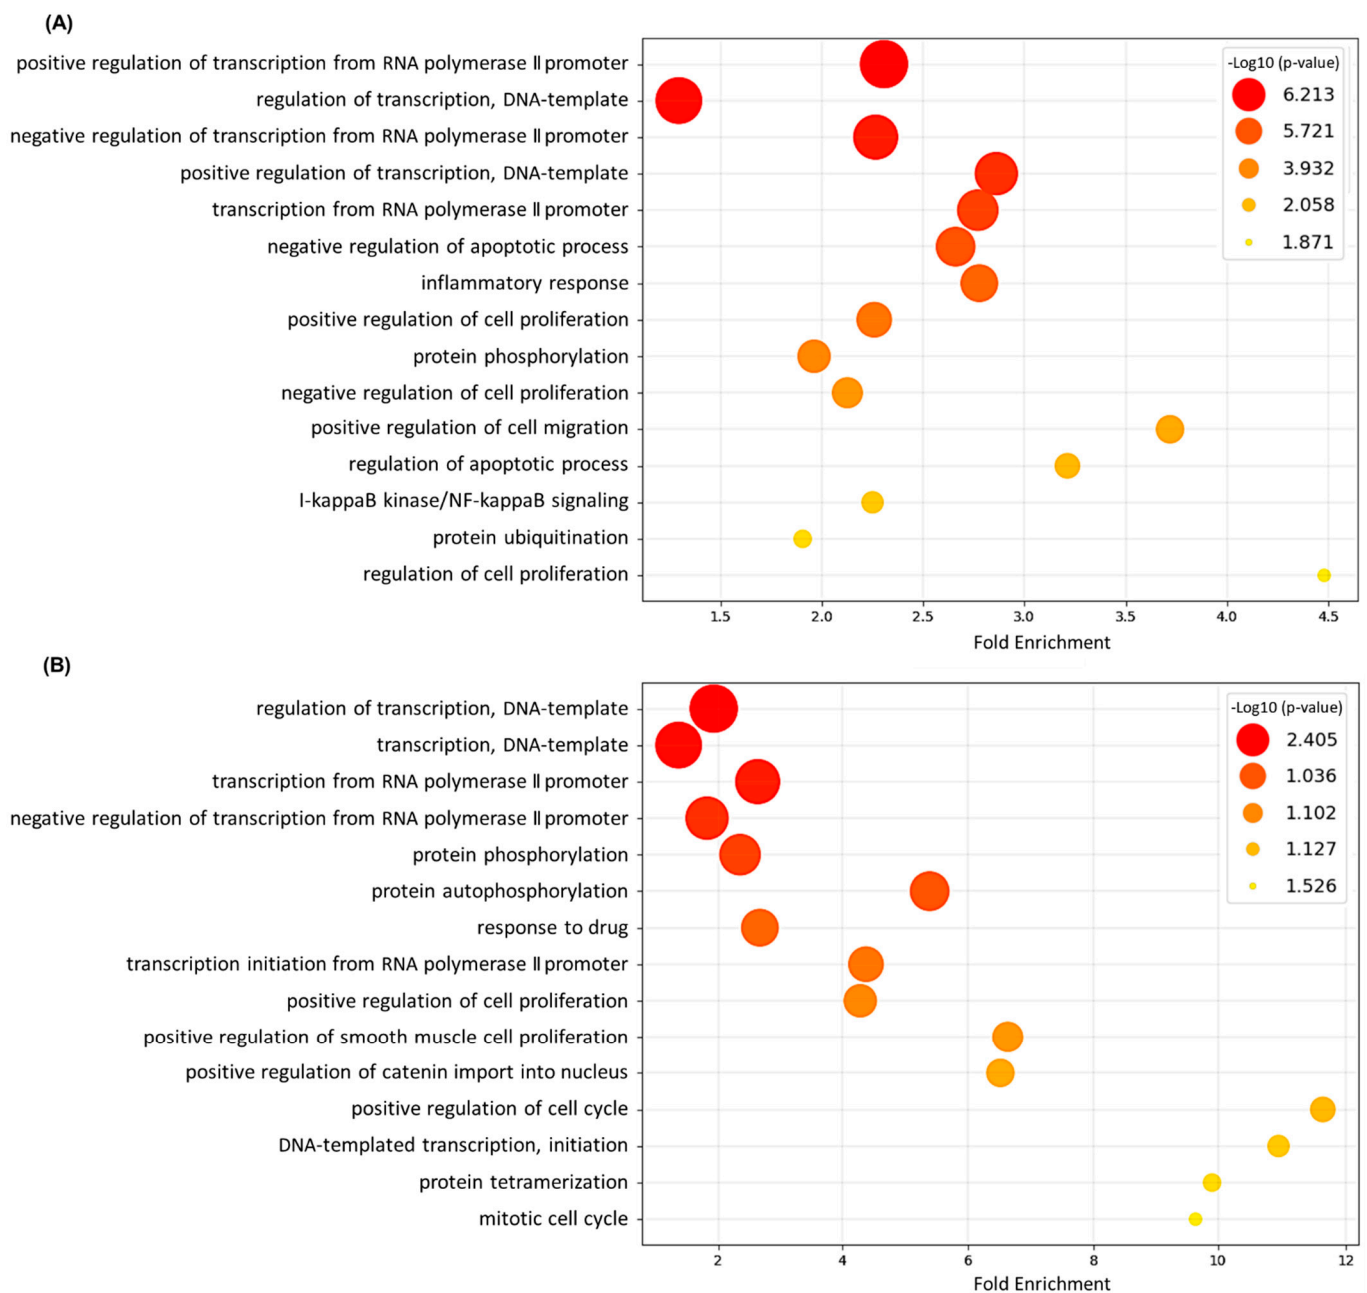 (A)
positive regulation of transcription from RNA polymerase Ⅱ promoter
regulation of transcription, DNA-template
negative regulation of transcription from RNA polymerase Ⅱ promoter
positive regulation of transcription, DNA-template
transcription from RNA polymerase Ⅱ promoter
negative regulation of apoptotic process
inflammatory response
positive regulation of cell proliferation
protein phosphorylation
negative regulation of cell proliferation
positive regulation of cell migration
regulation of apoptotic process
I-kappaB kinase/NF-kappaB signaling
protein ubiquitination
regulation of cell proliferation
-Log10 (p-value)
6.213
5.721
3.932
2.058
1.871
1.5 2.0 2.5 3.0 3.5 4.0 4.5
Fold Enrichment
(B)
regulation of transcription, DNA-template
transcription, DNA-template
transcription from RNA polymerase Ⅱ promoter
negative regulation of transcription from RNA polymerase Ⅱ promoter
protein phosphorylation
protein autophosphorylation
response to drug
transcription initiation from RNA polymerase Ⅱ promoter
positive regulation of cell proliferation
positive regulation of smooth muscle cell proliferation
positive regulation of catenin import into nucleus
positive regulation of cell cycle
DNA-templated transcription, initiation
protein tetramerization
mitotic cell cycle
-Log10 (p-value)
2.405
1.036
1.102
1.127
1.526
2 4 6 8 10 12
Fold Enrichment